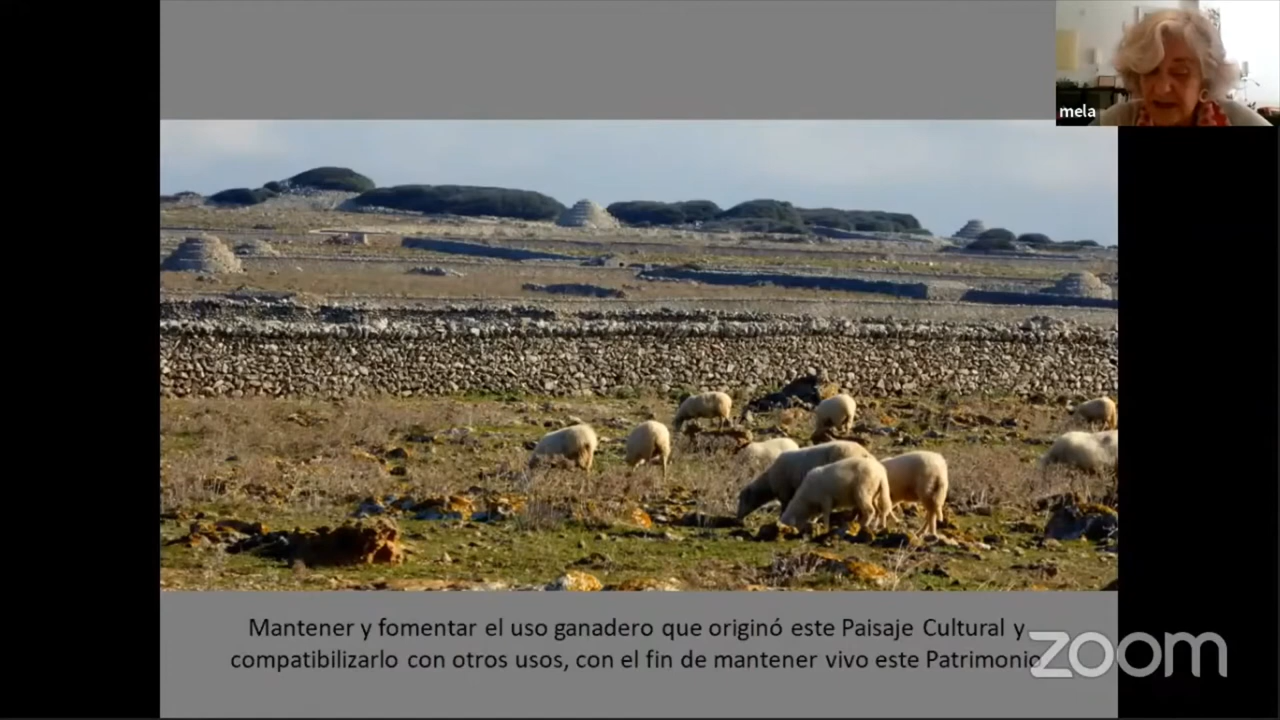 mela
Mantener y fomentar el uso ganadero que originó este Paisaje Cultural y
compatibilizarlo con otros usos, con el fin de mantener vivo este Patrimonio
zoom